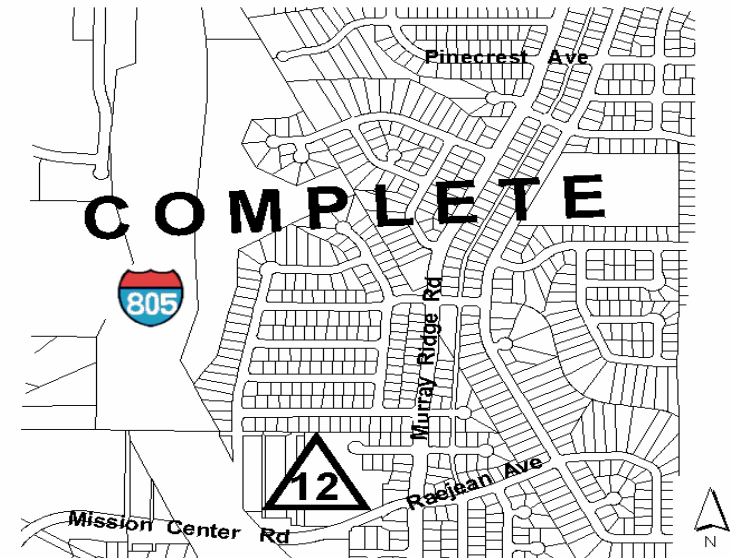 Pinecrest Ave
COMPLETE
805
Murray Ridge Rd
12
Raejean Ave
Mission Center Rd
N